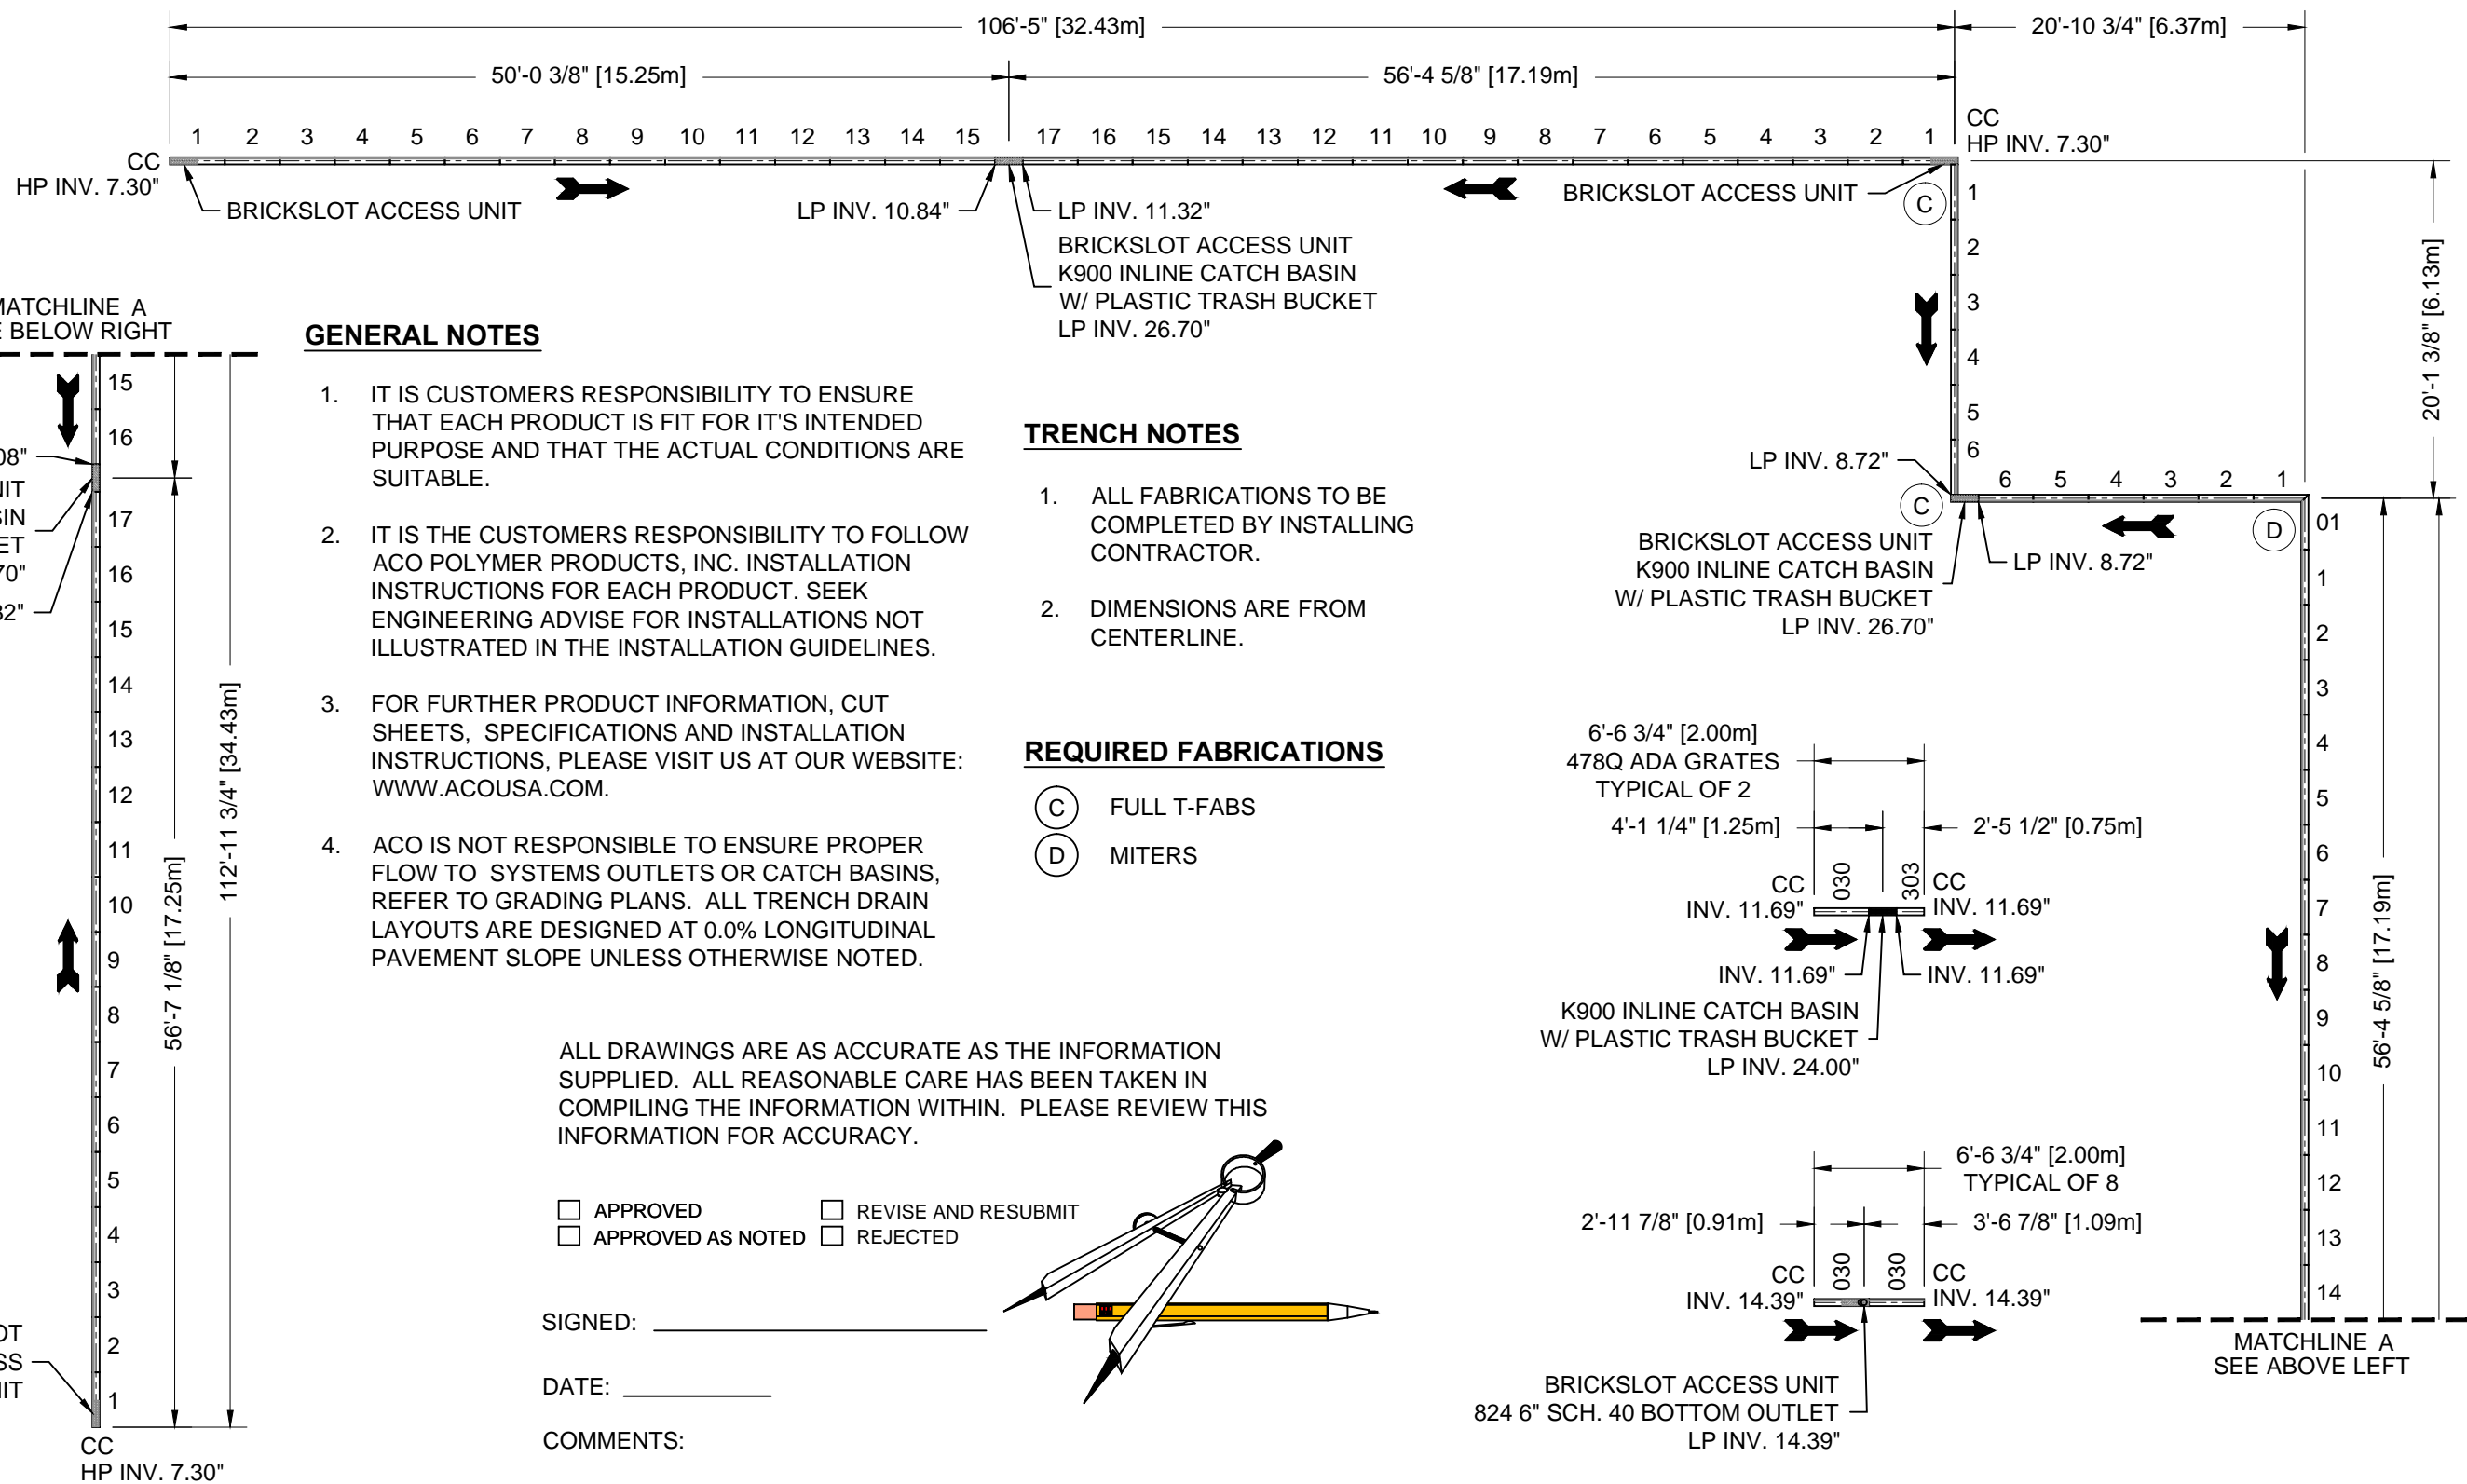 106'-5" [32.43m]
20'-10 3/4" [6.37m]
50'-0 3/8" [15.25m]
56'-4 5/8" [17.19m]
1 2 3 4 5 6 7 8 9 10 11 12 13 14 15
17 16 15 14 13 12 11 10 9 8 7 6 5 4 3 2 1
CC
HP INV. 7.30"
CC
HP INV. 7.30"
BRICKSLOT ACCESS UNIT
LP INV. 10.84"
LP INV. 11.32"
BRICKSLOT ACCESS UNIT
K900 INLINE CATCH BASIN
W/ PLASTIC TRASH BUCKET
LP INV. 26.70"
BRICKSLOT ACCESS UNIT
C
1
2
3
4
5
6
20'-1 3/8" [6.13m]
LP INV. 8.72"
6 5 4 3 2 1
C
D
BRICKSLOT ACCESS UNIT
K900 INLINE CATCH BASIN
W/ PLASTIC TRASH BUCKET
LP INV. 26.70"
LP INV. 8.72"
01
1
2
3
4
5
6
7
8
9
10
11
12
13
14
56'-4 5/8" [17.19m]
MATCHLINE A
SEE ABOVE LEFT
MATCHLINE A
E BELOW RIGHT
15
16
08"
NIT
SIN
ET
70"
32"
17
16
15
14
13
12
11
10
9
8
7
6
5
4
3
2
1
56'-7 1/8" [17.25m]
112'-11 3/4" [34.43m]
OT
SS
NIT
CC
HP INV. 7.30"
GENERAL NOTES
1. IT IS CUSTOMERS RESPONSIBILITY TO ENSURE
THAT EACH PRODUCT IS FIT FOR IT'S INTENDED
PURPOSE AND THAT THE ACTUAL CONDITIONS ARE
SUITABLE.
2. IT IS THE CUSTOMERS RESPONSIBILITY TO FOLLOW
ACO POLYMER PRODUCTS, INC. INSTALLATION
INSTRUCTIONS FOR EACH PRODUCT. SEEK
ENGINEERING ADVISE FOR INSTALLATIONS NOT
ILLUSTRATED IN THE INSTALLATION GUIDELINES.
3. FOR FURTHER PRODUCT INFORMATION, CUT
SHEETS, SPECIFICATIONS AND INSTALLATION
INSTRUCTIONS, PLEASE VISIT US AT OUR WEBSITE:
WWW.ACOUSA.COM.
4. ACO IS NOT RESPONSIBLE TO ENSURE PROPER
FLOW TO SYSTEMS OUTLETS OR CATCH BASINS,
REFER TO GRADING PLANS. ALL TRENCH DRAIN
LAYOUTS ARE DESIGNED AT 0.0% LONGITUDINAL
PAVEMENT SLOPE UNLESS OTHERWISE NOTED.
TRENCH NOTES
1. ALL FABRICATIONS TO BE
COMPLETED BY INSTALLING
CONTRACTOR.
2. DIMENSIONS ARE FROM
CENTERLINE.
REQUIRED FABRICATIONS
C FULL T-FABS
D MITERS
6'-6 3/4" [2.00m]
478Q ADA GRATES
TYPICAL OF 2
4'-1 1/4" [1.25m]
2'-5 1/2" [0.75m]
030
303
CC
INV. 11.69"
CC
INV. 11.69"
INV. 11.69"
INV. 11.69"
K900 INLINE CATCH BASIN
W/ PLASTIC TRASH BUCKET
LP INV. 24.00"
6'-6 3/4" [2.00m]
TYPICAL OF 8
2'-11 7/8" [0.91m]
3'-6 7/8" [1.09m]
030
030
CC
INV. 14.39"
CC
INV. 14.39"
BRICKSLOT ACCESS UNIT
824 6" SCH. 40 BOTTOM OUTLET
LP INV. 14.39"
ALL DRAWINGS ARE AS ACCURATE AS THE INFORMATION
SUPPLIED. ALL REASONABLE CARE HAS BEEN TAKEN IN
COMPILING THE INFORMATION WITHIN. PLEASE REVIEW THIS
INFORMATION FOR ACCURACY.
APPROVED
REVISE AND RESUBMIT
APPROVED AS NOTED
REJECTED
SIGNED:
DATE:
COMMENTS: